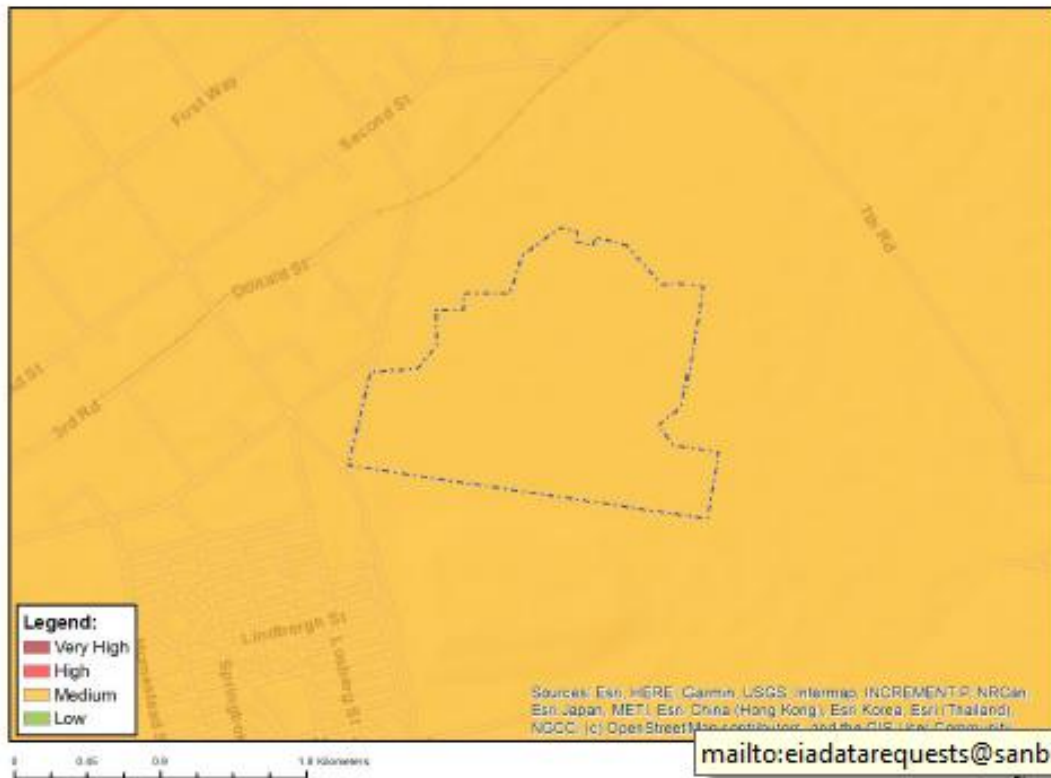 First Way
Second St
7th Rd
Donald St
3rd Rd
Legend:
Very High
High
Medium
Low
Lindbergh St
Losberg St
Sources: Esri, HERE, Garmin, USGS, Intermap, INCREMENT P, NRCan,
Esri Japan, METI, Esri China (Hong Kong), Esri Korea, Esri (Thailand),
NGCC, (c) OpenStreetMap contributors, and the GIS User Community
mailto:eiadatarequests@sanb
0 0.45 0.9 1.8 Kilometers